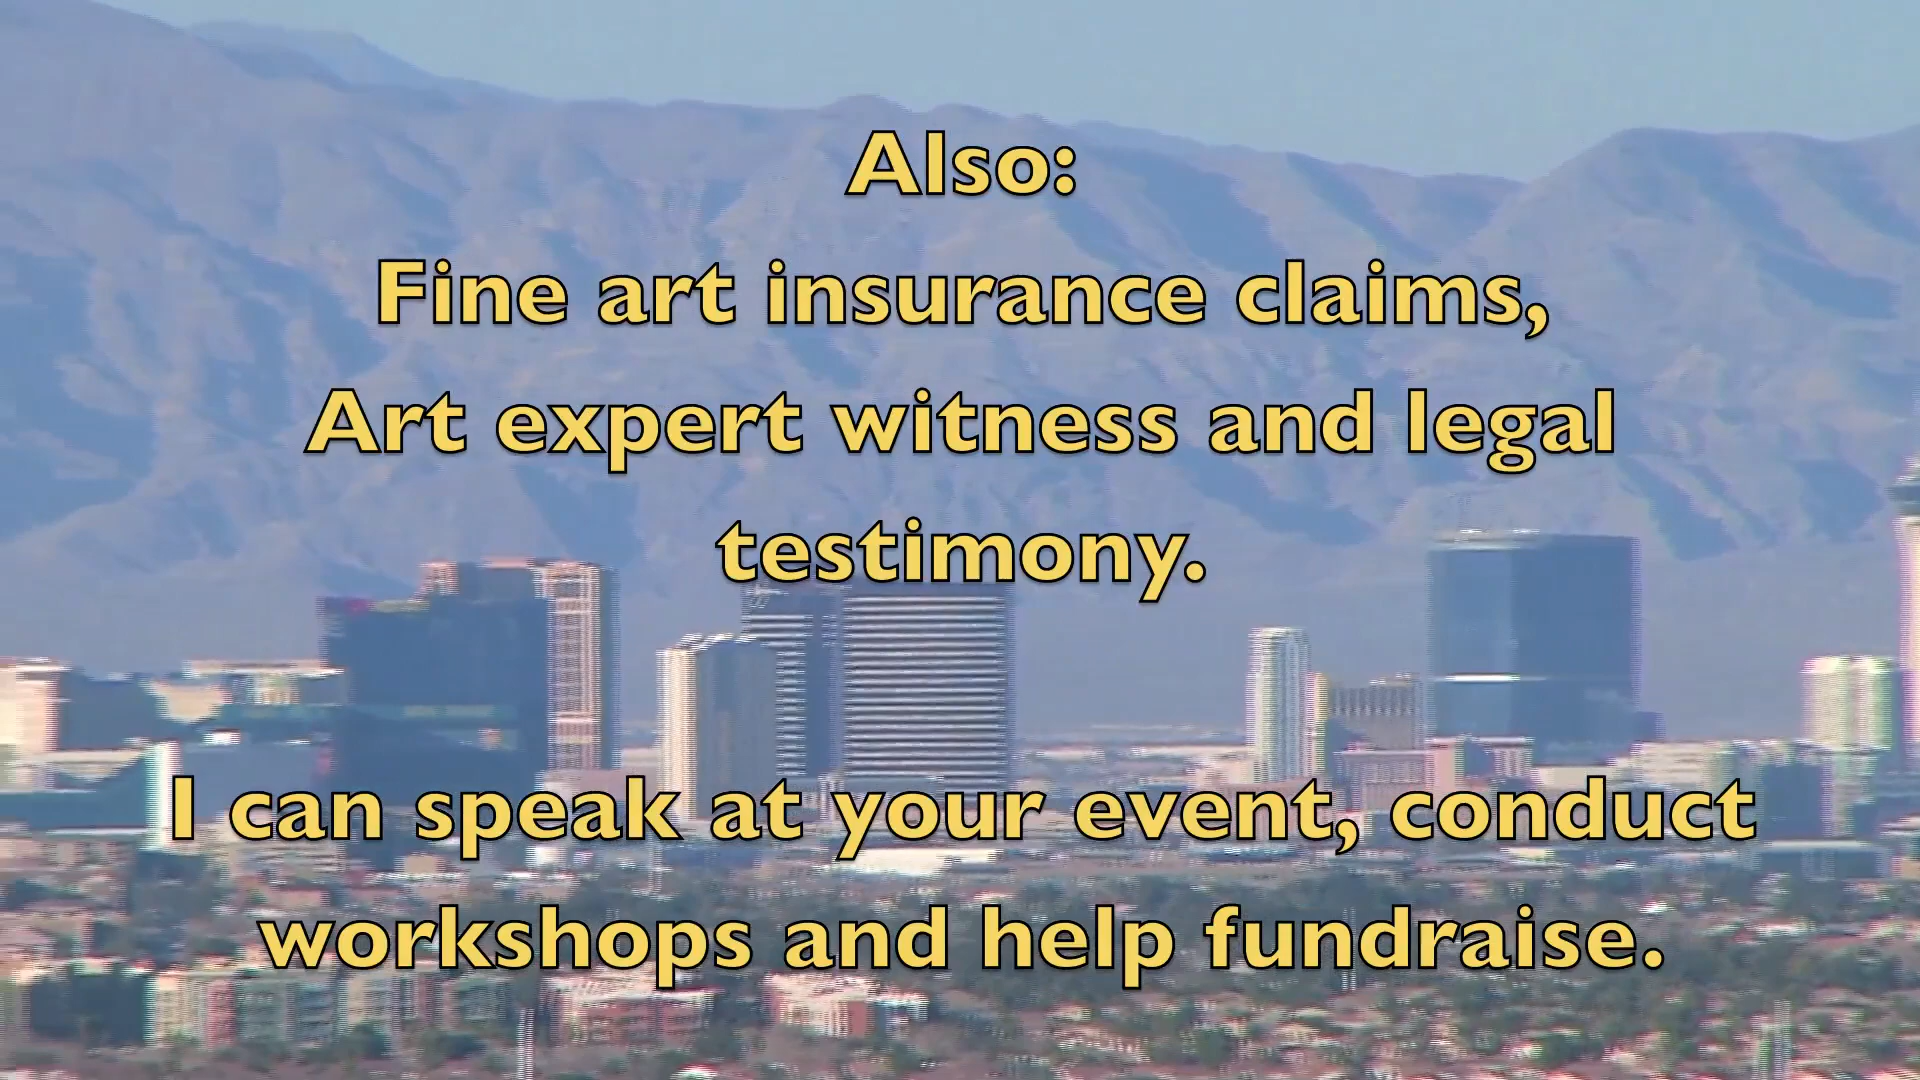 Also:
Fine art insurance claims,
Art expert witness and legal
testimony.
I can speak at your event, conduct
workshops and help fundraise.